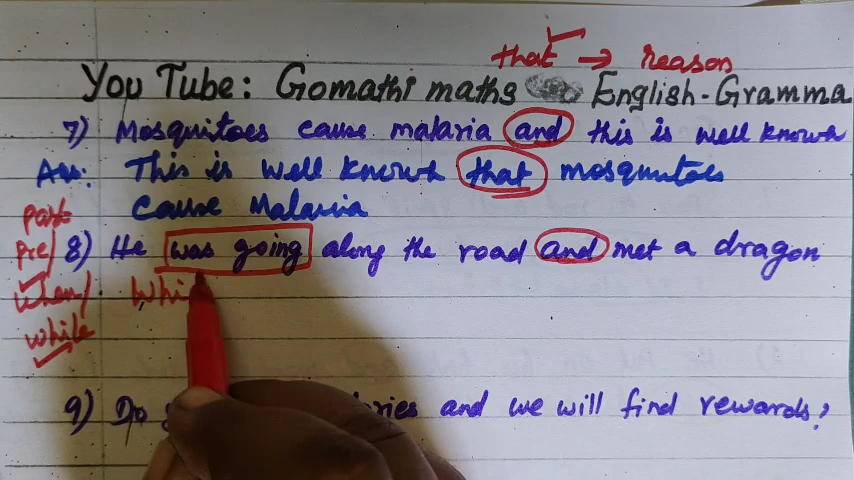 that → reason
You Tube: Gomathi maths English-Gramma
7) Mosquitoes cause malaria and this is well known
Ans: This is well known that mosquitoes
cause Malaria
past
pre/
8) He was going along the road and met a dragon
when/
while
Whi
9) Do and we will find rewards?